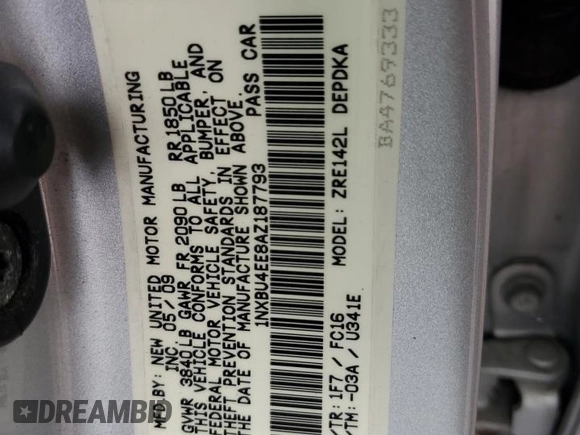 MFD.BY: NEW UNITED MOTOR MANUFACTURING
INC. 05/09
GVWR 3840LB GAWR FR 2090LB RR 1850LB
THIS VEHICLE CONFORMS TO ALL APPLICABLE
FEDERAL MOTOR VEHICLE SAFETY, BUMPER, AND
THEFT PREVENTION STANDARDS IN EFFECT ON
THE DATE OF MANUFACTURE SHOWN ABOVE.
1NXBU4EE8AZ187793 PASS CAR
MODEL: ZRE142L DEPDKA
/TR: 1F7 / FC16
TM: -03A / U341E
BA4769333
DREAMBID